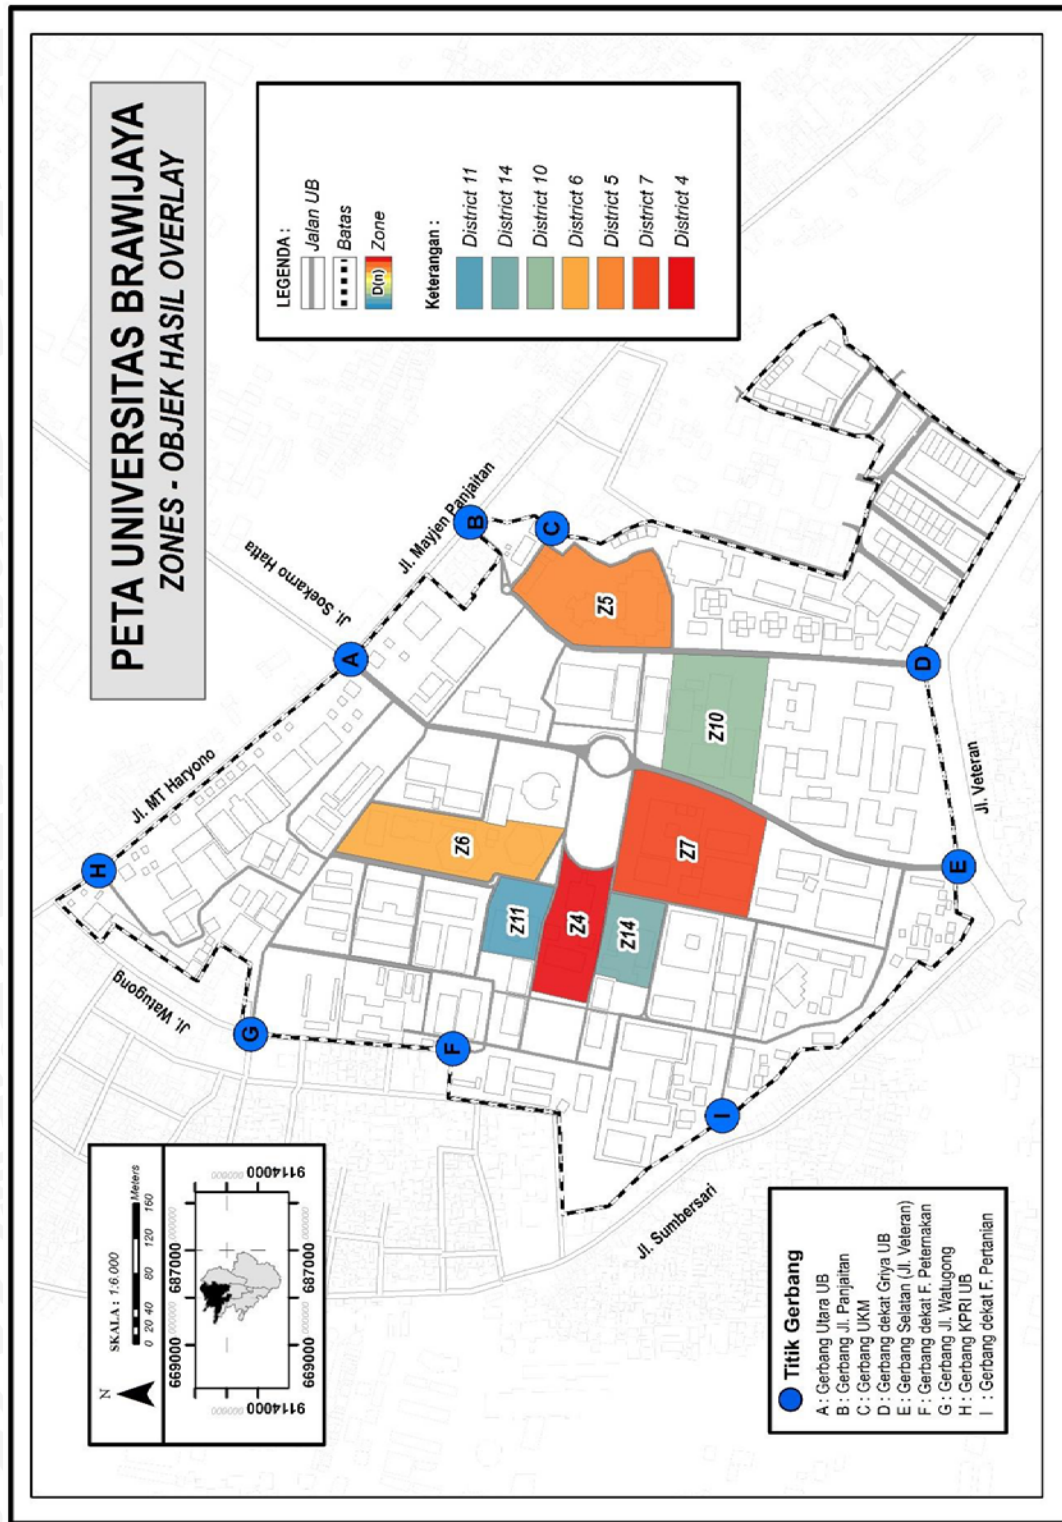 PETA UNIVERSITAS BRAWIJAYA
ZONES - OBJEK HASIL OVERLAY
LEGENDA :
Jalan UB
Batas
D(n) Zone
Keterangan :
District 11
District 14
District 10
District 6
District 5
District 7
District 4
Jl. MT Haryono
Jl. Soekarno Hatta
Jl. Mayjen Panjaitan
Jl. Watugong
Jl. Veteran
Jl. Sumbersari
H
A
B
C
G
F
I
E
D
Z5
Z6
Z10
Z7
Z11
Z4
Z14
N
SKALA : 1:6.000
0 20 40 80 120 160
Meters
669000 687000
9114000 9114000
669000 687000
Titik Gerbang
A : Gerbang Utara UB
B : Gerbang Jl. Panjaitan
C : Gerbang UKM
D : Gerbang dekat Griya UB
E : Gerbang Selatan (Jl. Veteran)
F : Gerbang dekat F. Peternakan
G : Gerbang Jl. Watugong
H : Gerbang KPRI UB
I : Gerbang dekat F. Pertanian